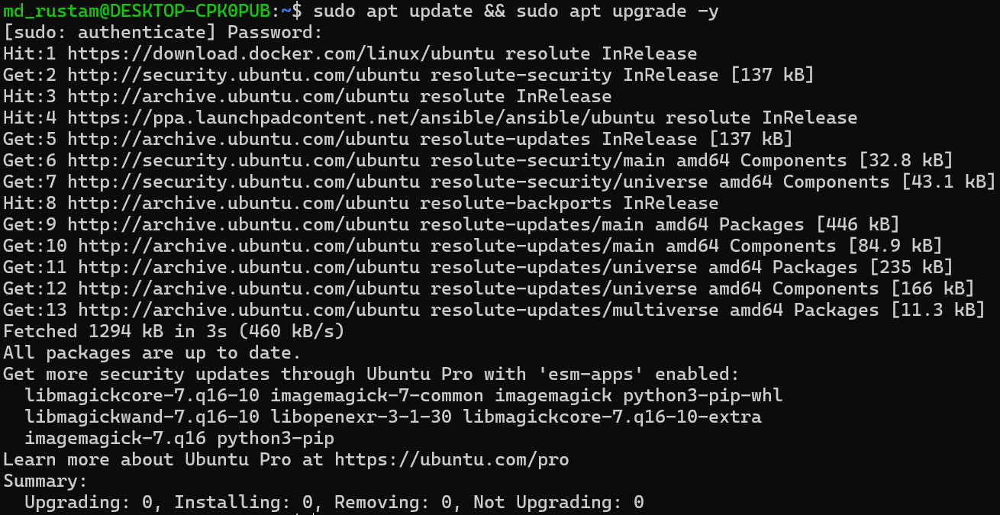 md_rustam@DESKTOP-CPK0PUB:~$ sudo apt update && sudo apt upgrade -y
[sudo: authenticate] Password:
Hit:1 https://download.docker.com/linux/ubuntu resolute InRelease
Get:2 http://security.ubuntu.com/ubuntu resolute-security InRelease [137 kB]
Hit:3 http://archive.ubuntu.com/ubuntu resolute InRelease
Hit:4 https://ppa.launchpadcontent.net/ansible/ansible/ubuntu resolute InRelease
Get:5 http://archive.ubuntu.com/ubuntu resolute-updates InRelease [137 kB]
Get:6 http://security.ubuntu.com/ubuntu resolute-security/main amd64 Components [32.8 kB]
Get:7 http://security.ubuntu.com/ubuntu resolute-security/universe amd64 Components [43.1 kB]
Hit:8 http://archive.ubuntu.com/ubuntu resolute-backports InRelease
Get:9 http://archive.ubuntu.com/ubuntu resolute-updates/main amd64 Packages [446 kB]
Get:10 http://archive.ubuntu.com/ubuntu resolute-updates/main amd64 Components [84.9 kB]
Get:11 http://archive.ubuntu.com/ubuntu resolute-updates/universe amd64 Packages [235 kB]
Get:12 http://archive.ubuntu.com/ubuntu resolute-updates/universe amd64 Components [166 kB]
Get:13 http://archive.ubuntu.com/ubuntu resolute-updates/multiverse amd64 Packages [11.3 kB]
Fetched 1294 kB in 3s (460 kB/s)
All packages are up to date.
Get more security updates through Ubuntu Pro with 'esm-apps' enabled:
  libmagickcore-7.q16-10 imagemagick-7-common imagemagick python3-pip-whl
  libmagickwand-7.q16-10 libopenexr-3-1-30 libmagickcore-7.q16-10-extra
  imagemagick-7.q16 python3-pip
Learn more about Ubuntu Pro at https://ubuntu.com/pro
Summary:
  Upgrading: 0, Installing: 0, Removing: 0, Not Upgrading: 0